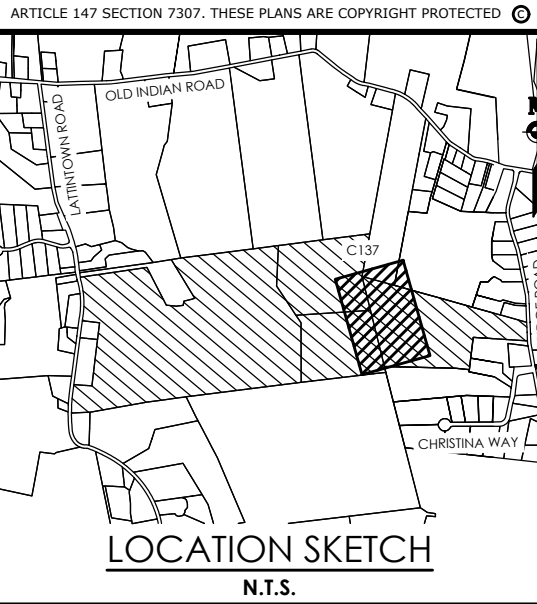 ARTICLE 147 SECTION 7307. THESE PLANS ARE COPYRIGHT PROTECTED ©
OLD INDIAN ROAD
LATTINTOWN ROAD
C137
CHRISTINA WAY
LOCATION SKETCH
N.T.S.